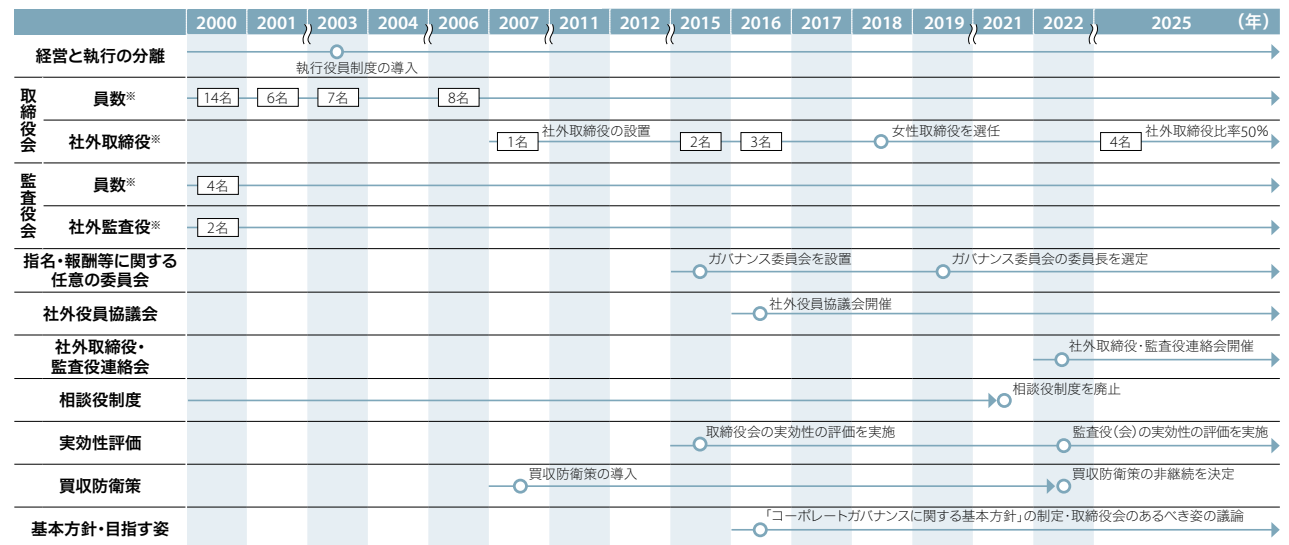 2000 2001 2003 2004 2006 2007 2011 2012 2015 2016 2017 2018 2019 2021 2022 2025 （年）
経営と執行の分離
執行役員制度の導入
取締役会
員数※
14名 6名 7名 8名
社外取締役※
1名 社外取締役の設置 2名 3名 女性取締役を選任 4名 社外取締役比率50%
監査役会
員数※
4名
社外監査役※
2名
指名・報酬等に関する
任意の委員会
ガバナンス委員会を設置 ガバナンス委員会の委員長を選定
社外役員協議会
社外役員協議会開催
社外取締役・
監査役連絡会
社外取締役・監査役連絡会開催
相談役制度
相談役制度を廃止
実効性評価
取締役会の実効性の評価を実施 監査役（会）の実効性の評価を実施
買収防衛策
買収防衛策の導入 買収防衛策の非継続を決定
基本方針・目指す姿
「コーポレートガバナンスに関する基本方針」の制定・取締役会のあるべき姿の議論